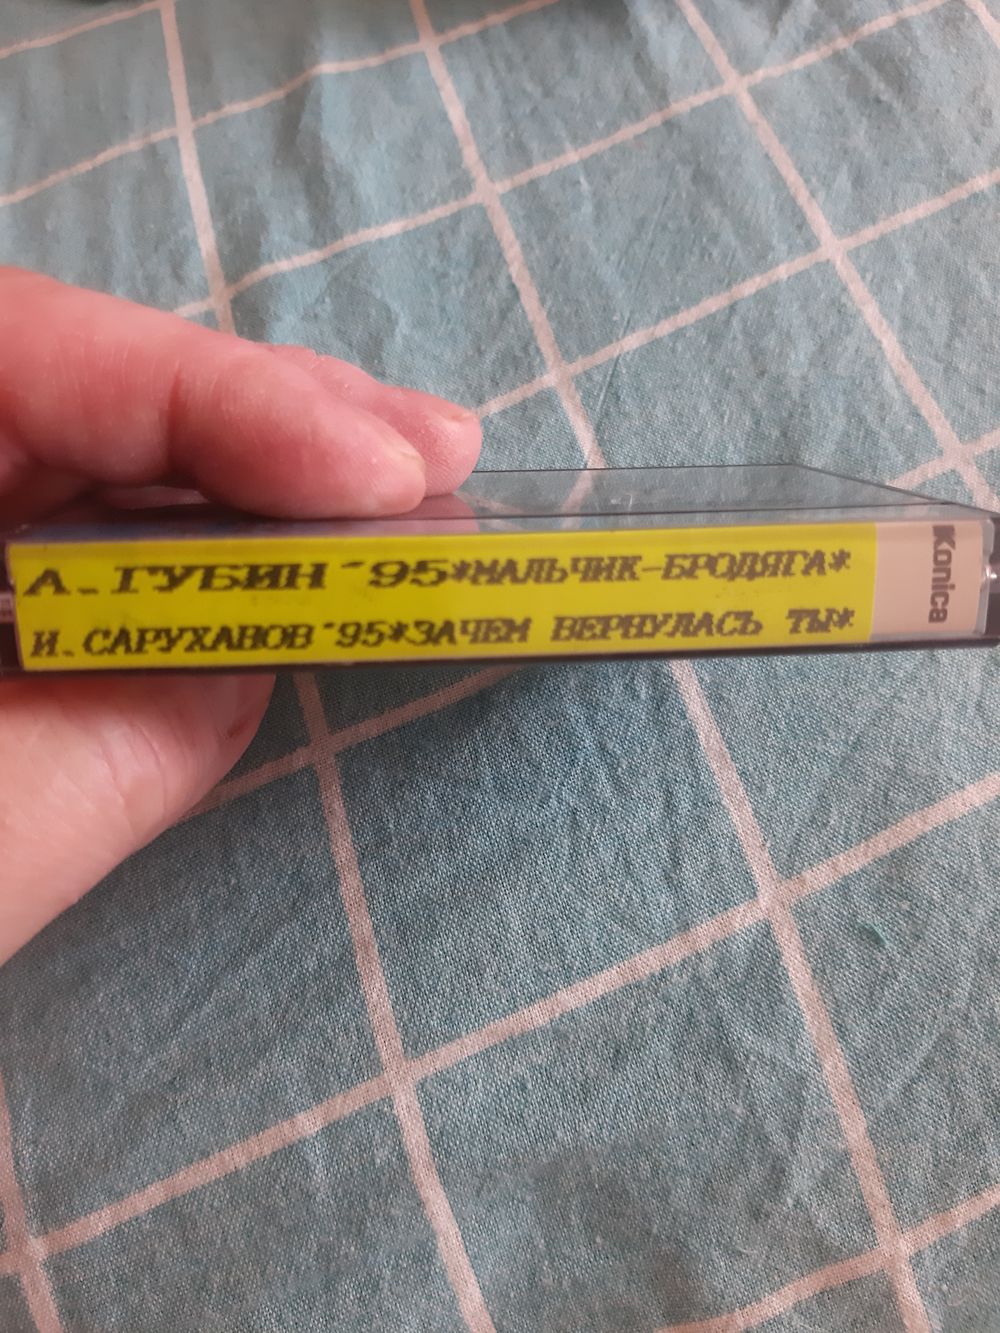 А.ГУБИН '95*МАЛЬЧИК-БРОДЯГА*
И.САРУХАНОВ '95*ЗАЧЕМ ВЕРНУЛАСЬ ТЫ*
Konica